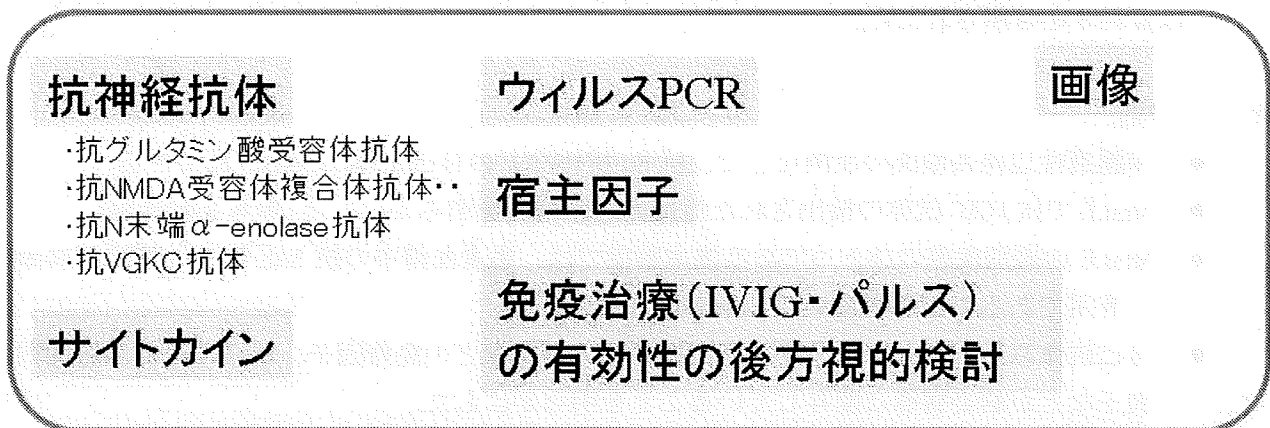 抗神経抗体
・抗グルタミン酸受容体抗体
・抗NMDA受容体複合体抗体・・
・抗N末端α-enolase抗体
・抗VGKC抗体
サイトカイン
ウィルスPCR
宿主因子
免疫治療(IVIG・パルス)
の有効性の後方視的検討
画像